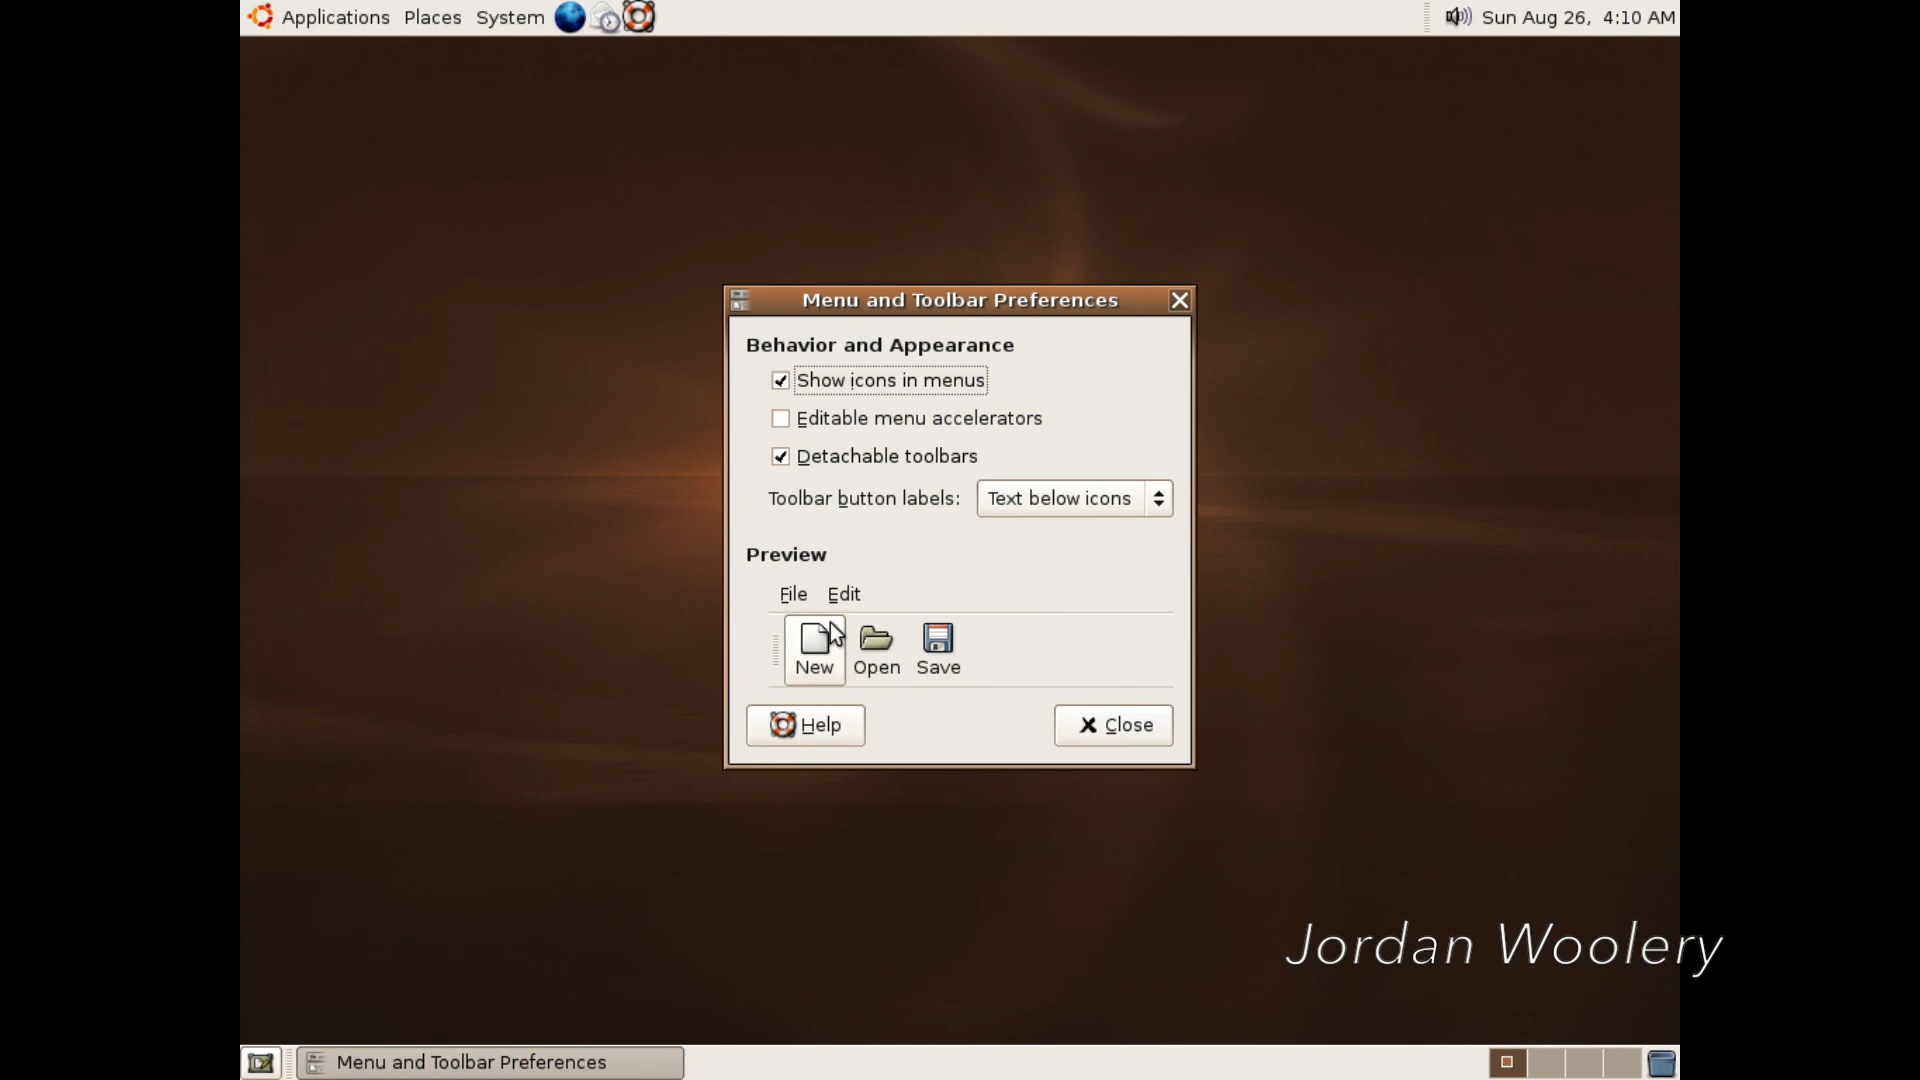 Applications Places System
Sun Aug 26, 4:10 AM
Menu and Toolbar Preferences
Behavior and Appearance
Show icons in menus
Editable menu accelerators
Detachable toolbars
Toolbar button labels: Text below icons
Preview
File Edit
New Open Save
Help Close
Jordan Woolery
Menu and Toolbar Preferences